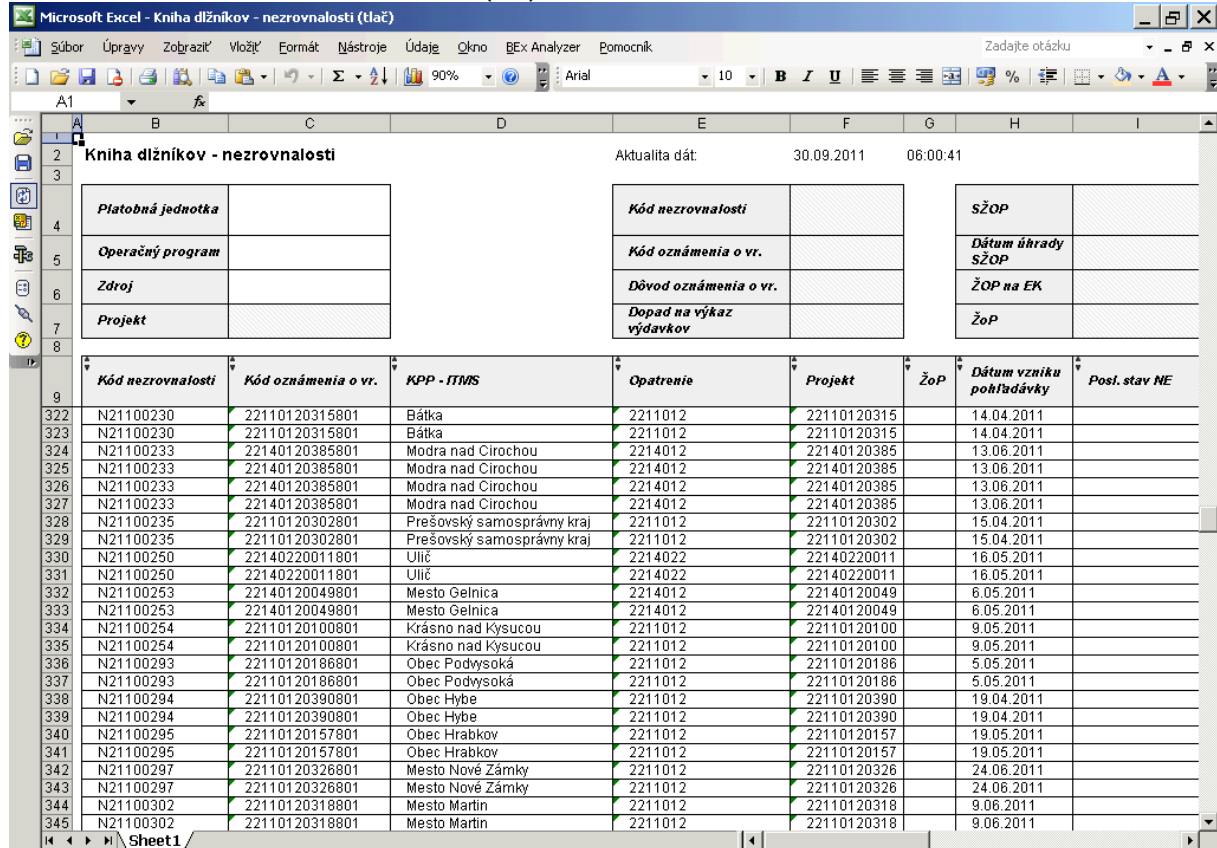 Microsoft Excel - Kniha dlžníkov - nezrovnalosti (tlač)
Súbor Úpravy Zobraziť Vložiť Formát Nástroje Údaje Okno BEx Analyzer Pomocník Zadajte otázku
90% Arial 10 B I U %
A1 fx
A B C D E F G H I
1
2 Kniha dlžníkov - nezrovnalosti Aktualita dát: 30.09.2011 06:00:41
3
4 Platobná jednotka Kód nezrovnalosti SŽOP
5 Operačný program Kód oznámenia o vr. Dátum úhrady SŽOP
6 Zdroj Dôvod oznámenia o vr. ŽOP na EK
7 Projekt Dopad na výkaz výdavkov ŽoP
8
9 Kód nezrovnalosti Kód oznámenia o vr. KPP - ITMS Opatrenie Projekt ŽoP Dátum vzniku pohľadávky Posl. stav NE
322 N21100230 22110120315801 Bátka 2211012 22110120315 14.04.2011
323 N21100230 22110120315801 Bátka 2211012 22110120315 14.04.2011
324 N21100233 22140120385801 Modra nad Cirochou 2214012 22140120385 13.06.2011
325 N21100233 22140120385801 Modra nad Cirochou 2214012 22140120385 13.06.2011
326 N21100233 22140120385801 Modra nad Cirochou 2214012 22140120385 13.06.2011
327 N21100233 22140120385801 Modra nad Cirochou 2214012 22140120385 13.06.2011
328 N21100235 22110120302801 Prešovský samosprávny kraj 2211012 22110120302 15.04.2011
329 N21100235 22110120302801 Prešovský samosprávny kraj 2211012 22110120302 15.04.2011
330 N21100250 22140220011801 Ulič 2214022 22140220011 16.05.2011
331 N21100250 22140220011801 Ulič 2214022 22140220011 16.05.2011
332 N21100253 22140120049801 Mesto Gelnica 2214012 22140120049 6.05.2011
333 N21100253 22140120049801 Mesto Gelnica 2214012 22140120049 6.05.2011
334 N21100254 22110120100801 Krásno nad Kysucou 2211012 22110120100 9.05.2011
335 N21100254 22110120100801 Krásno nad Kysucou 2211012 22110120100 9.05.2011
336 N21100293 22110120186801 Obec Podvysoká 2211012 22110120186 5.05.2011
337 N21100293 22110120186801 Obec Podvysoká 2211012 22110120186 5.05.2011
338 N21100294 22110120390801 Obec Hybe 2211012 22110120390 19.04.2011
339 N21100294 22110120390801 Obec Hybe 2211012 22110120390 19.04.2011
340 N21100295 22110120157801 Obec Hrabkov 2211012 22110120157 19.05.2011
341 N21100295 22110120157801 Obec Hrabkov 2211012 22110120157 19.05.2011
342 N21100297 22110120326801 Mesto Nové Zámky 2211012 22110120326 24.06.2011
343 N21100297 22110120326801 Mesto Nové Zámky 2211012 22110120326 24.06.2011
344 N21100302 22110120318801 Mesto Martin 2211012 22110120318 9.06.2011
345 N21100302 22110120318801 Mesto Martin 2211012 22110120318 9.06.2011
Sheet1